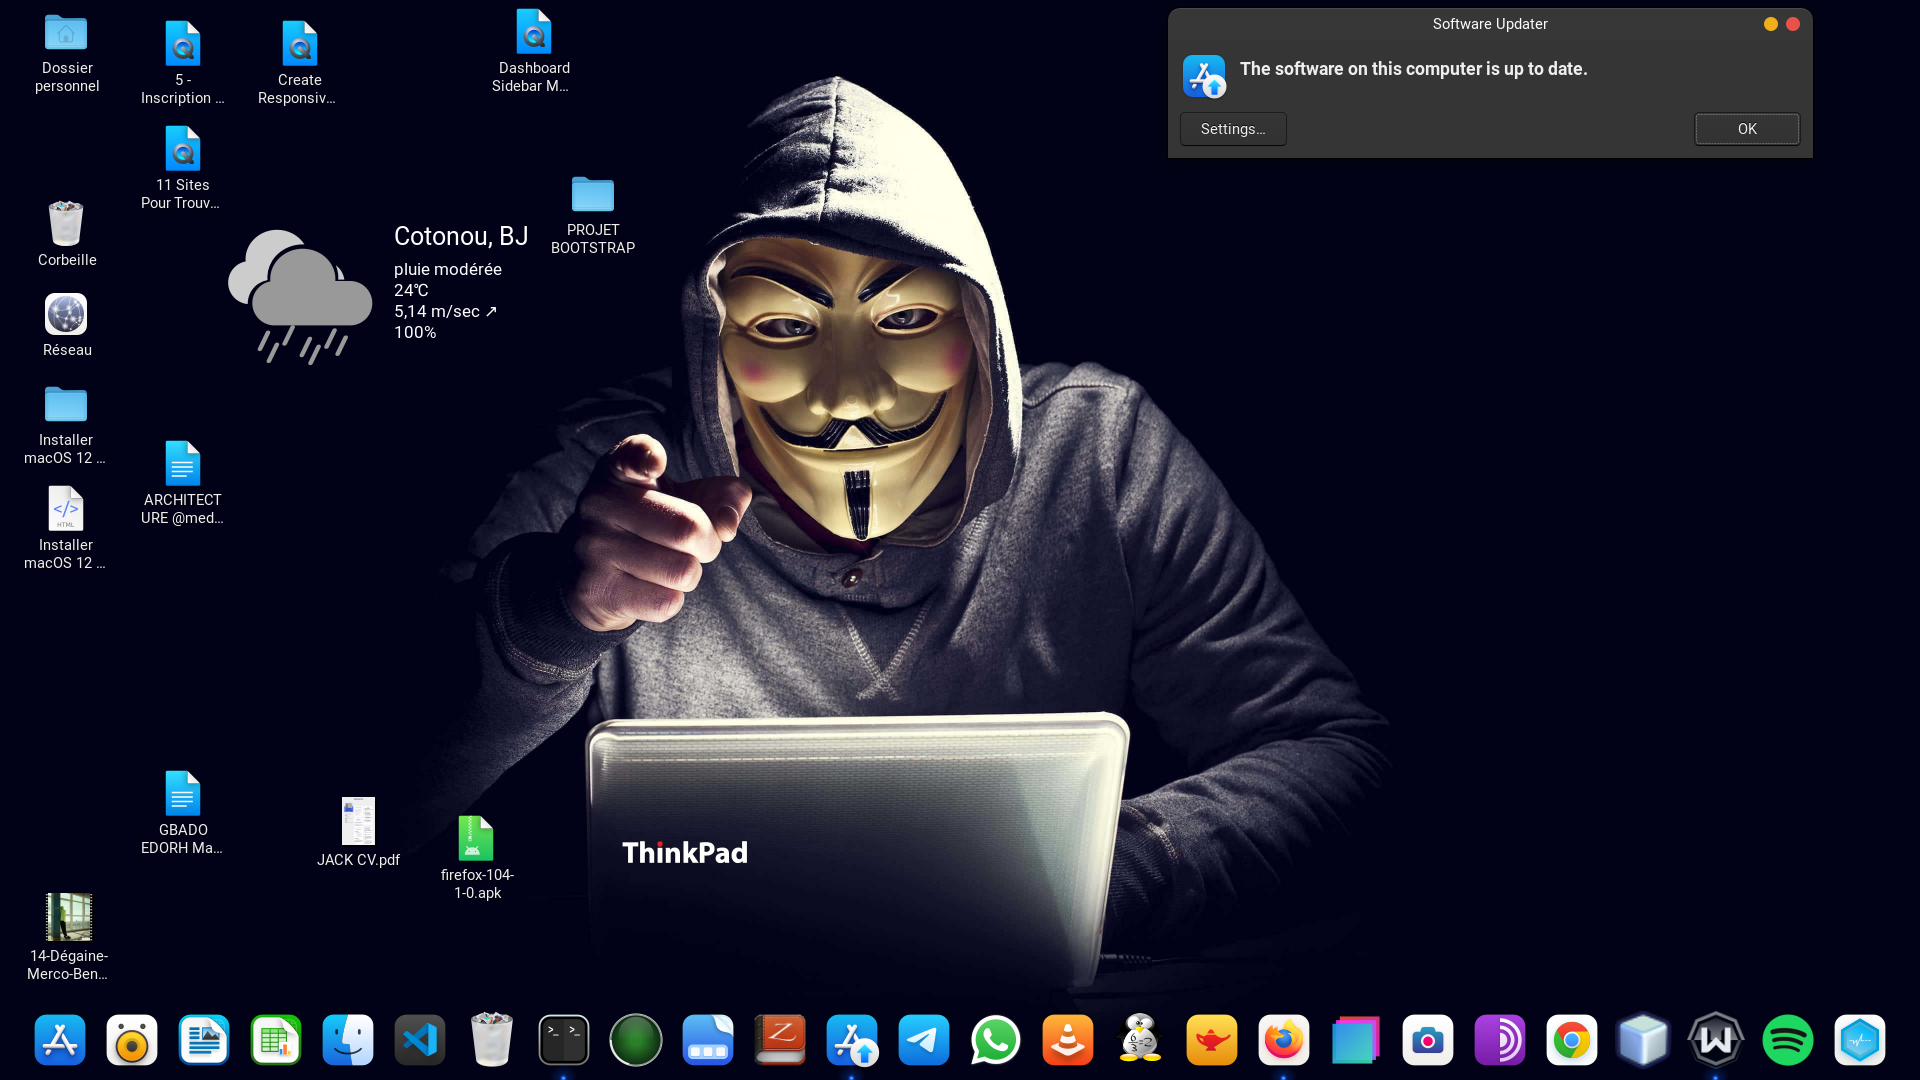 Dossier
personnel
5 -
Inscription ...
Create
Responsiv...
Dashboard
Sidebar M...
Software Updater
The software on this computer is up to date.
Settings...
OK
11 Sites
Pour Trouv...
Corbeille
PROJET
BOOTSTRAP
Cotonou, BJ
pluie modérée
24℃
5,14 m/sec ↗
100%
Réseau
Installer
macOS 12 ...
ARCHITECT
URE @med...
</>
HTML
Installer
macOS 12 ...
GBADO
EDORH Ma...
JACK CV.pdf
firefox-104-
1-0.apk
ThinkPad
14-Dégaine-
Merco-Ben...
>_ >_
Z
W